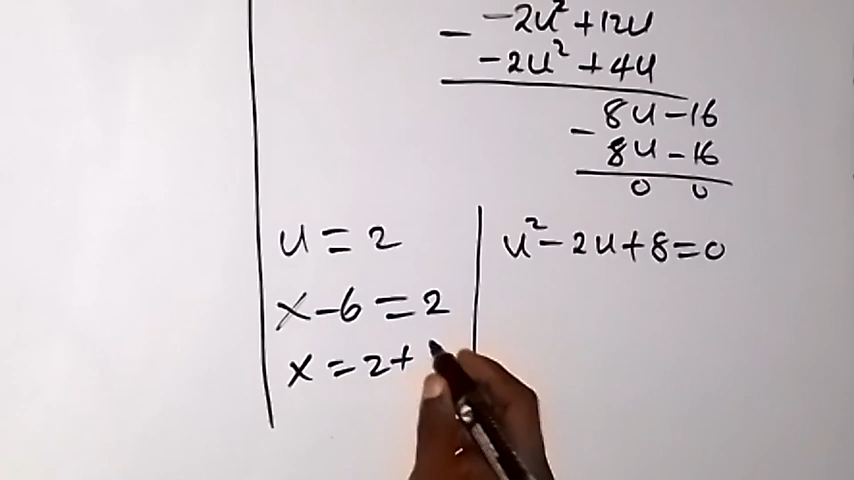 - -2u²+12u
-2u²+4u
8u-16
- 8u-16
0 0
u=2
x-6=2
x=2+
u²-2u+8=0